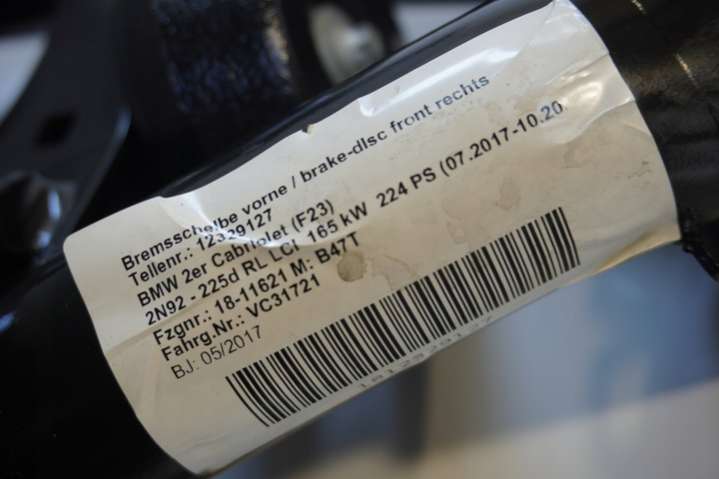 Bremsscheibe vorne / brake-disc front rechts
Teilenr.: 12329127
BMW 2er Cabriolet (F23)
2N92 - 225d RL LCI 165 kW 224 PS (07.2017-10.20
Fzgnr.: 18-11621 M: B47T
Fahrg.Nr.: VC31721
BJ: 05/2017